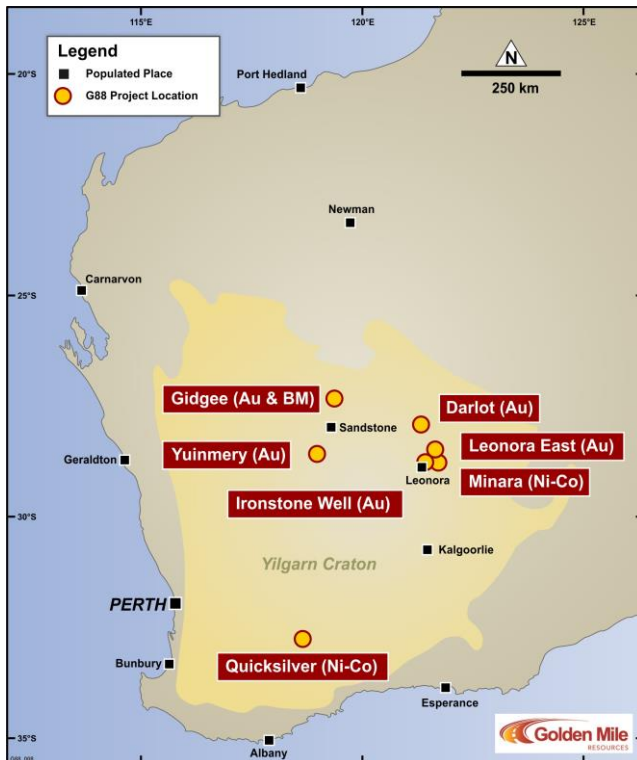 115°E
120°E
125°E
Legend
Populated Place
G88 Project Location
N
250 km
20°S
Port Hedland
Newman
Carnarvon
25°S
Gidgee (Au & BM)
Sandstone
Darlot (Au)
Yuinmery (Au)
Leonora East (Au)
Geraldton
Leonora
Minara (Ni-Co)
Ironstone Well (Au)
30°S
Kalgoorlie
Yilgarn Craton
PERTH
Bunbury
Quicksilver (Ni-Co)
Esperance
35°S
Albany
Golden Mile
RESOURCES